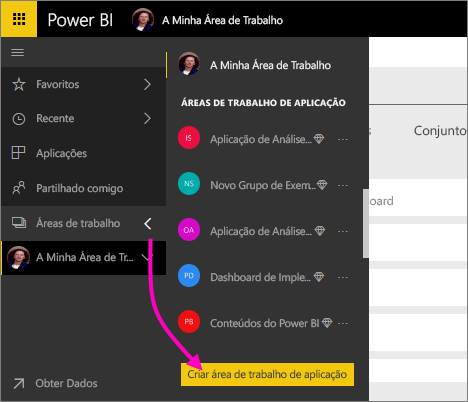 Power BI
A Minha Área de Trabalho
Favoritos
Recente
Aplicações
Partilhado comigo
Áreas de trabalho
A Minha Área de Tr...
Obter Dados
A Minha Área de Trabalho
ÁREAS DE TRABALHO DE APLICAÇÃO
IS Aplicação de Análise... ...
NS Novo Grupo de Exem... ...
OA Aplicação de Análise... ...
PD Dashboard de Imple... ...
PB Conteúdos do Power BI ...
Criar área de trabalho de aplicação
s
Conjunto
oard